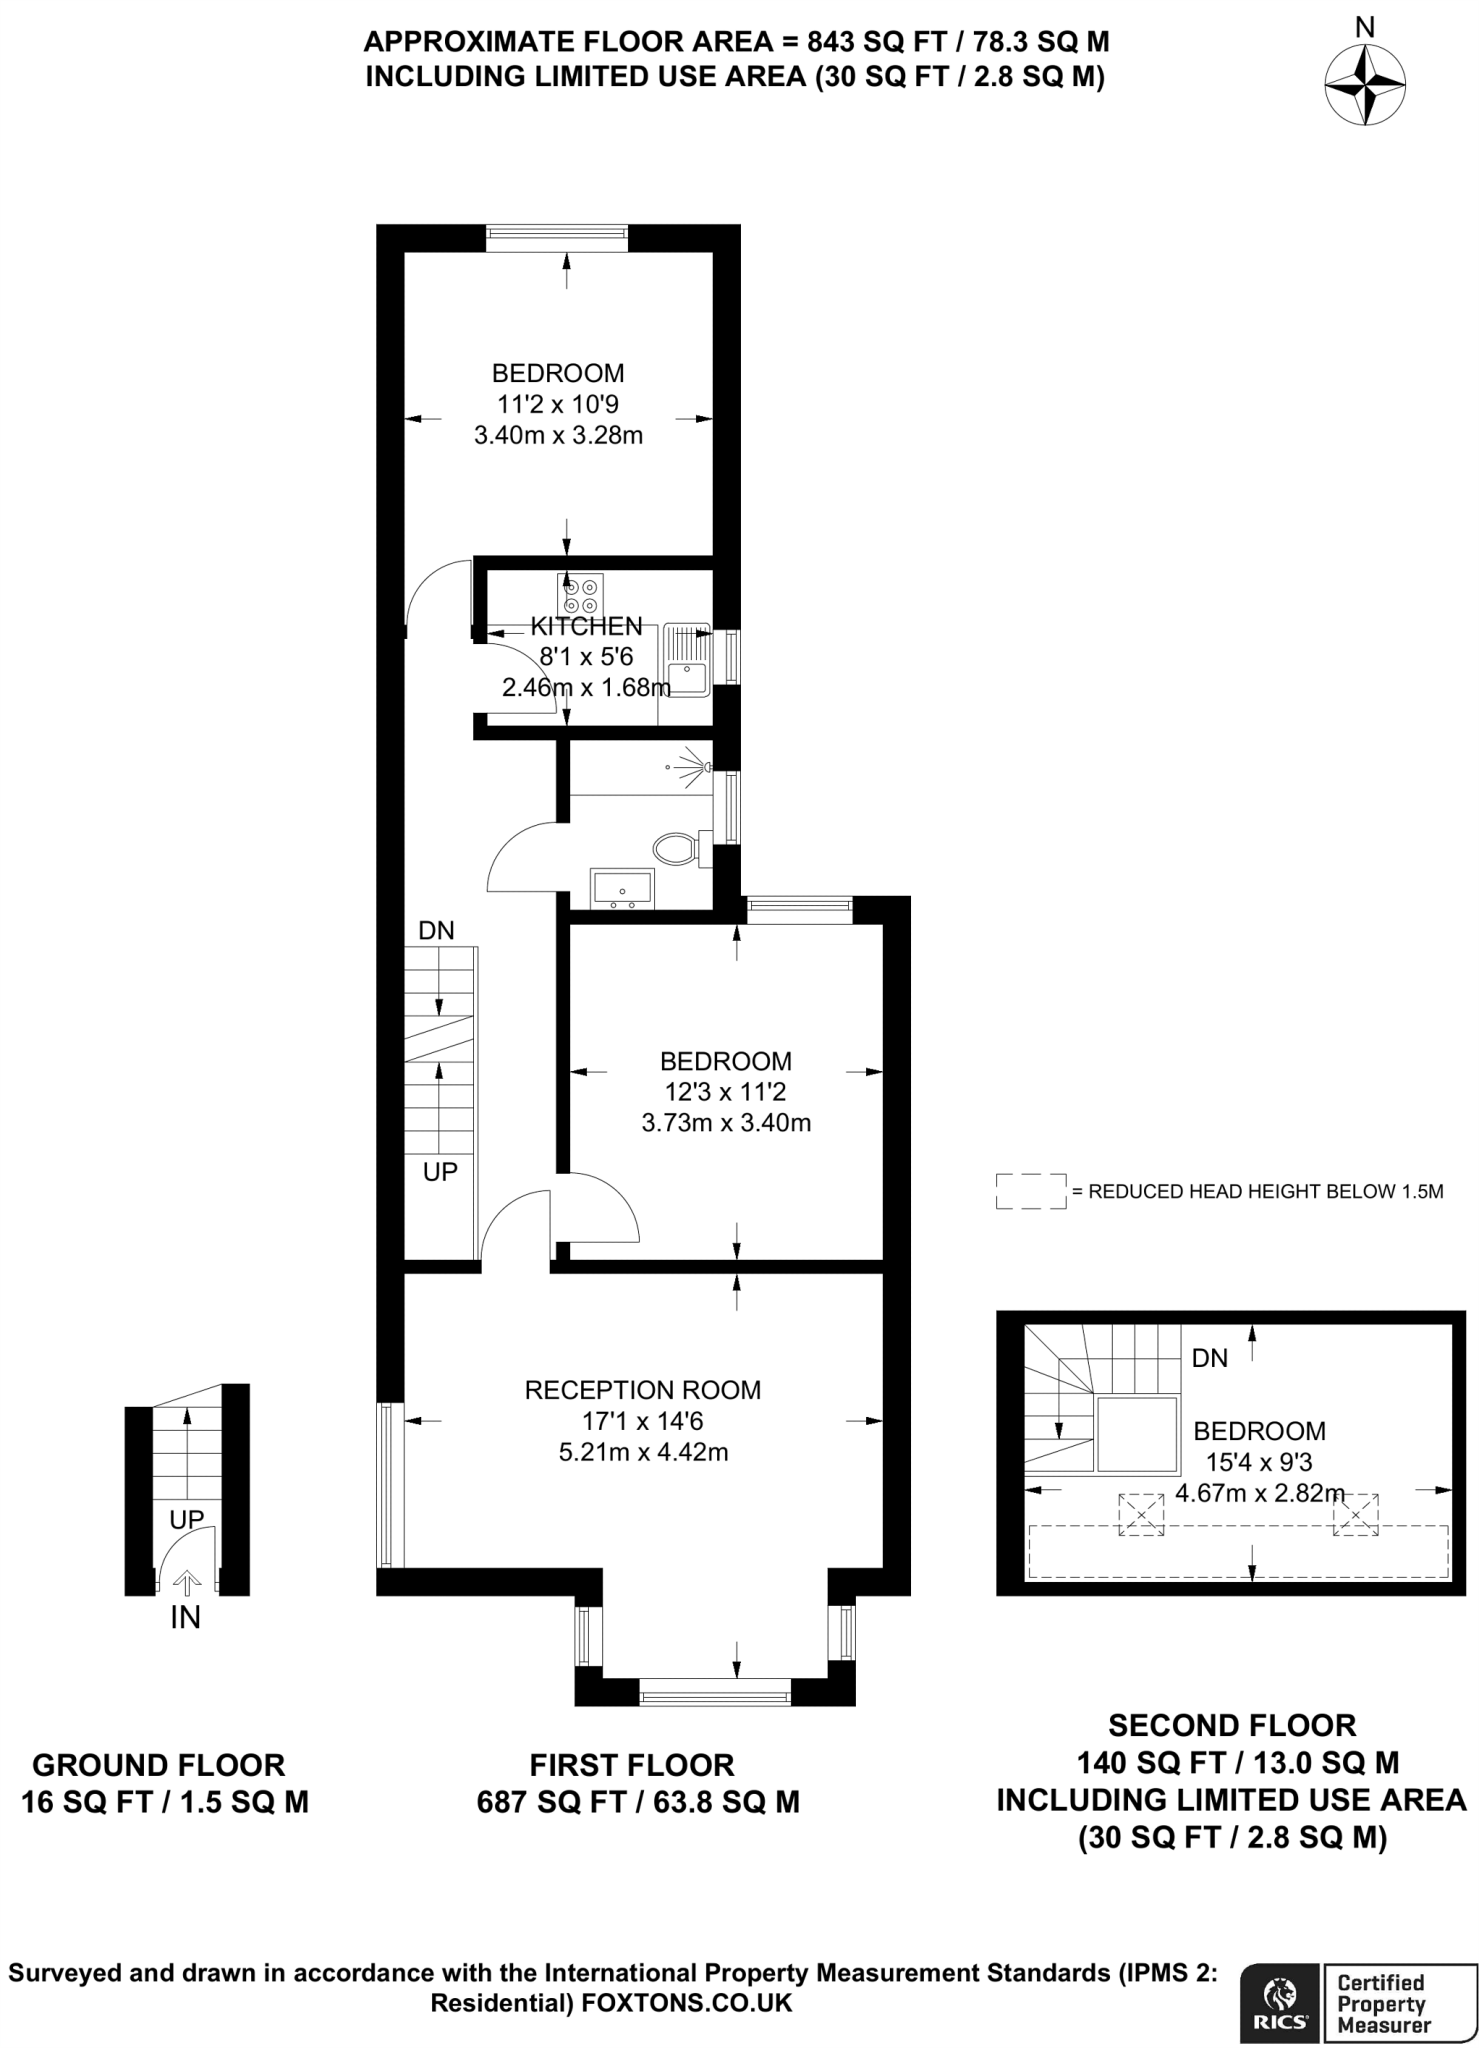 APPROXIMATE FLOOR AREA = 843 SQ FT / 78.3 SQ M
INCLUDING LIMITED USE AREA (30 SQ FT / 2.8 SQ M)
N
BEDROOM
11'2 x 10'9
3.40m x 3.28m
KITCHEN
8'1 x 5'6
2.46m x 1.68m
DN
UP
BEDROOM
12'3 x 11'2
3.73m x 3.40m
= REDUCED HEAD HEIGHT BELOW 1.5M
RECEPTION ROOM
17'1 x 14'6
5.21m x 4.42m
DN
BEDROOM
15'4 x 9'3
4.67m x 2.82m
UP
IN
GROUND FLOOR
16 SQ FT / 1.5 SQ M
FIRST FLOOR
687 SQ FT / 63.8 SQ M
SECOND FLOOR
140 SQ FT / 13.0 SQ M
INCLUDING LIMITED USE AREA
(30 SQ FT / 2.8 SQ M)
Surveyed and drawn in accordance with the International Property Measurement Standards (IPMS 2:
Residential) FOXTONS.CO.UK
RICS
Certified
Property
Measurer